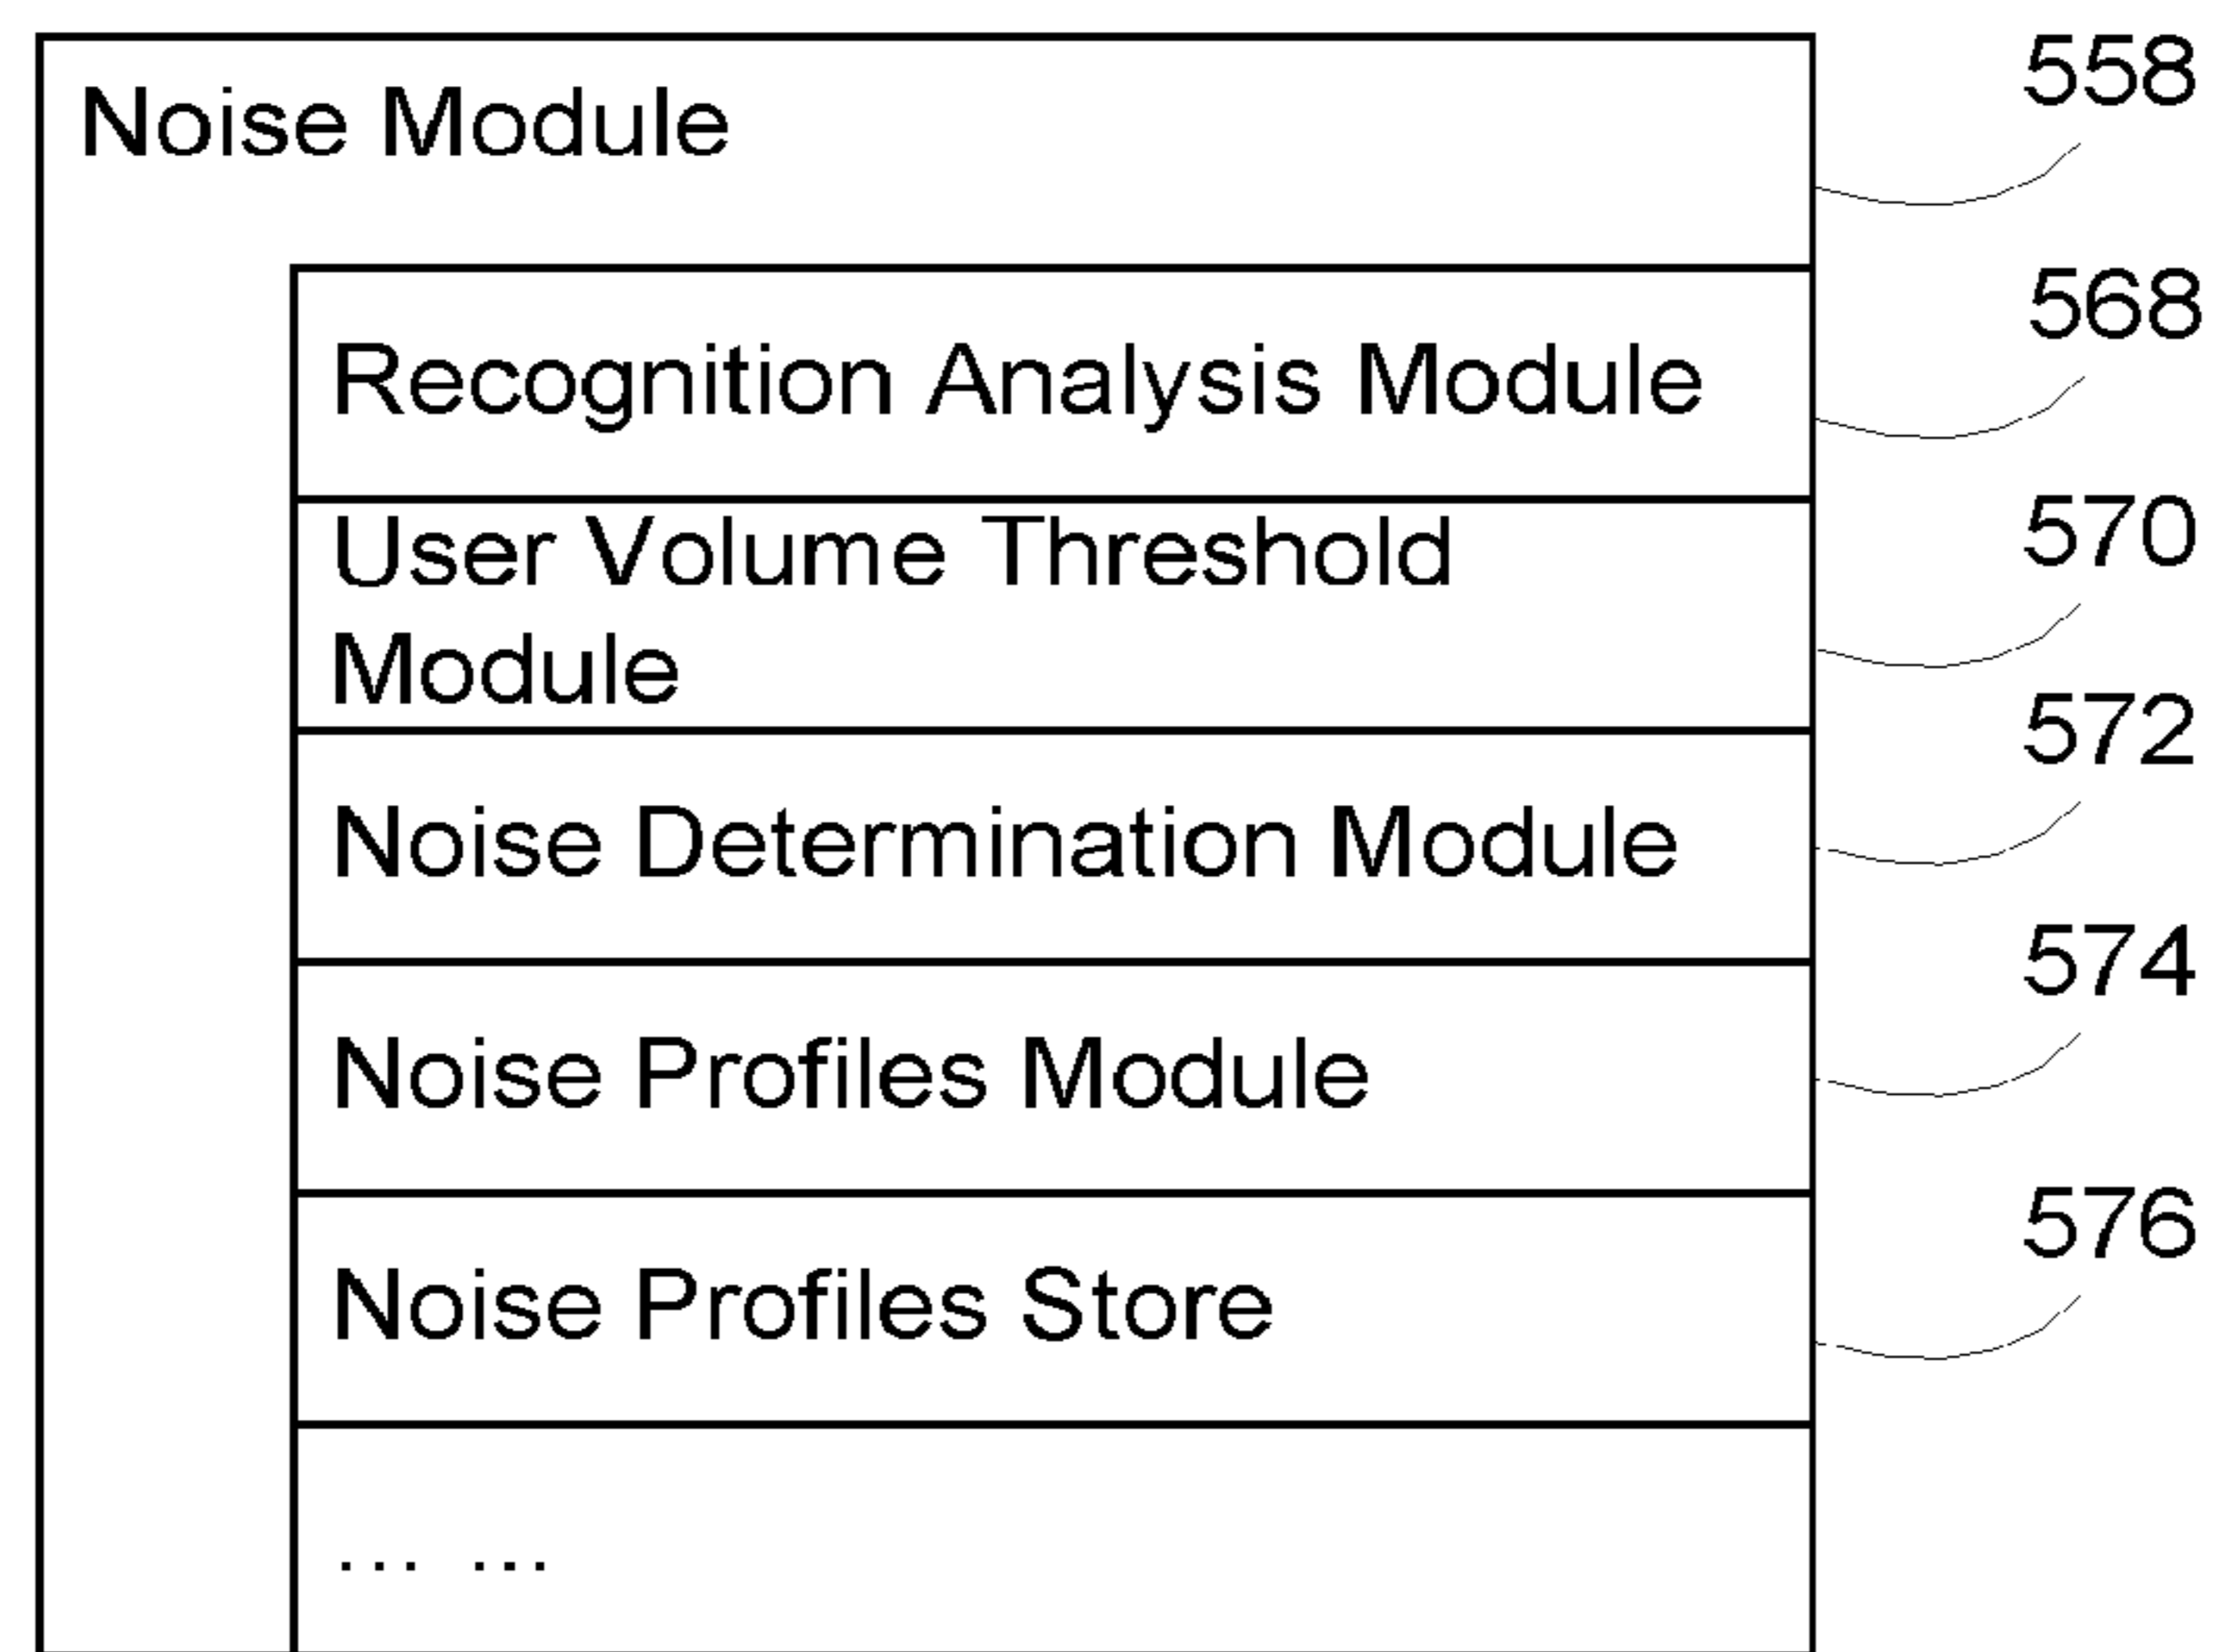 Noise Module
558
Recognition Analysis Module
568
User Volume Threshold
Module
570
Noise Determination Module
572
Noise Profiles Module
574
Noise Profiles Store
576
... ...